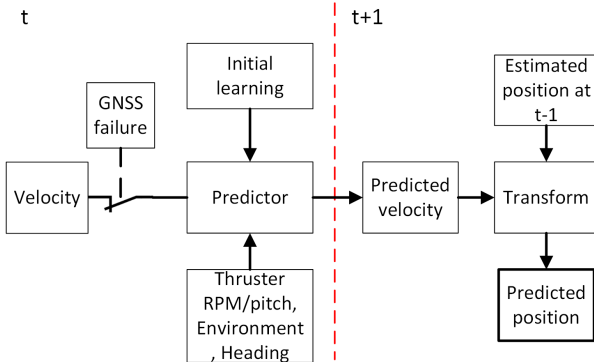 t
t+1
GNSS
failure
Initial
learning
Estimated
position at
t-1
Velocity
Predictor
Predicted
velocity
Transform
Thruster
RPM/pitch,
Environment
, Heading
Predicted
position